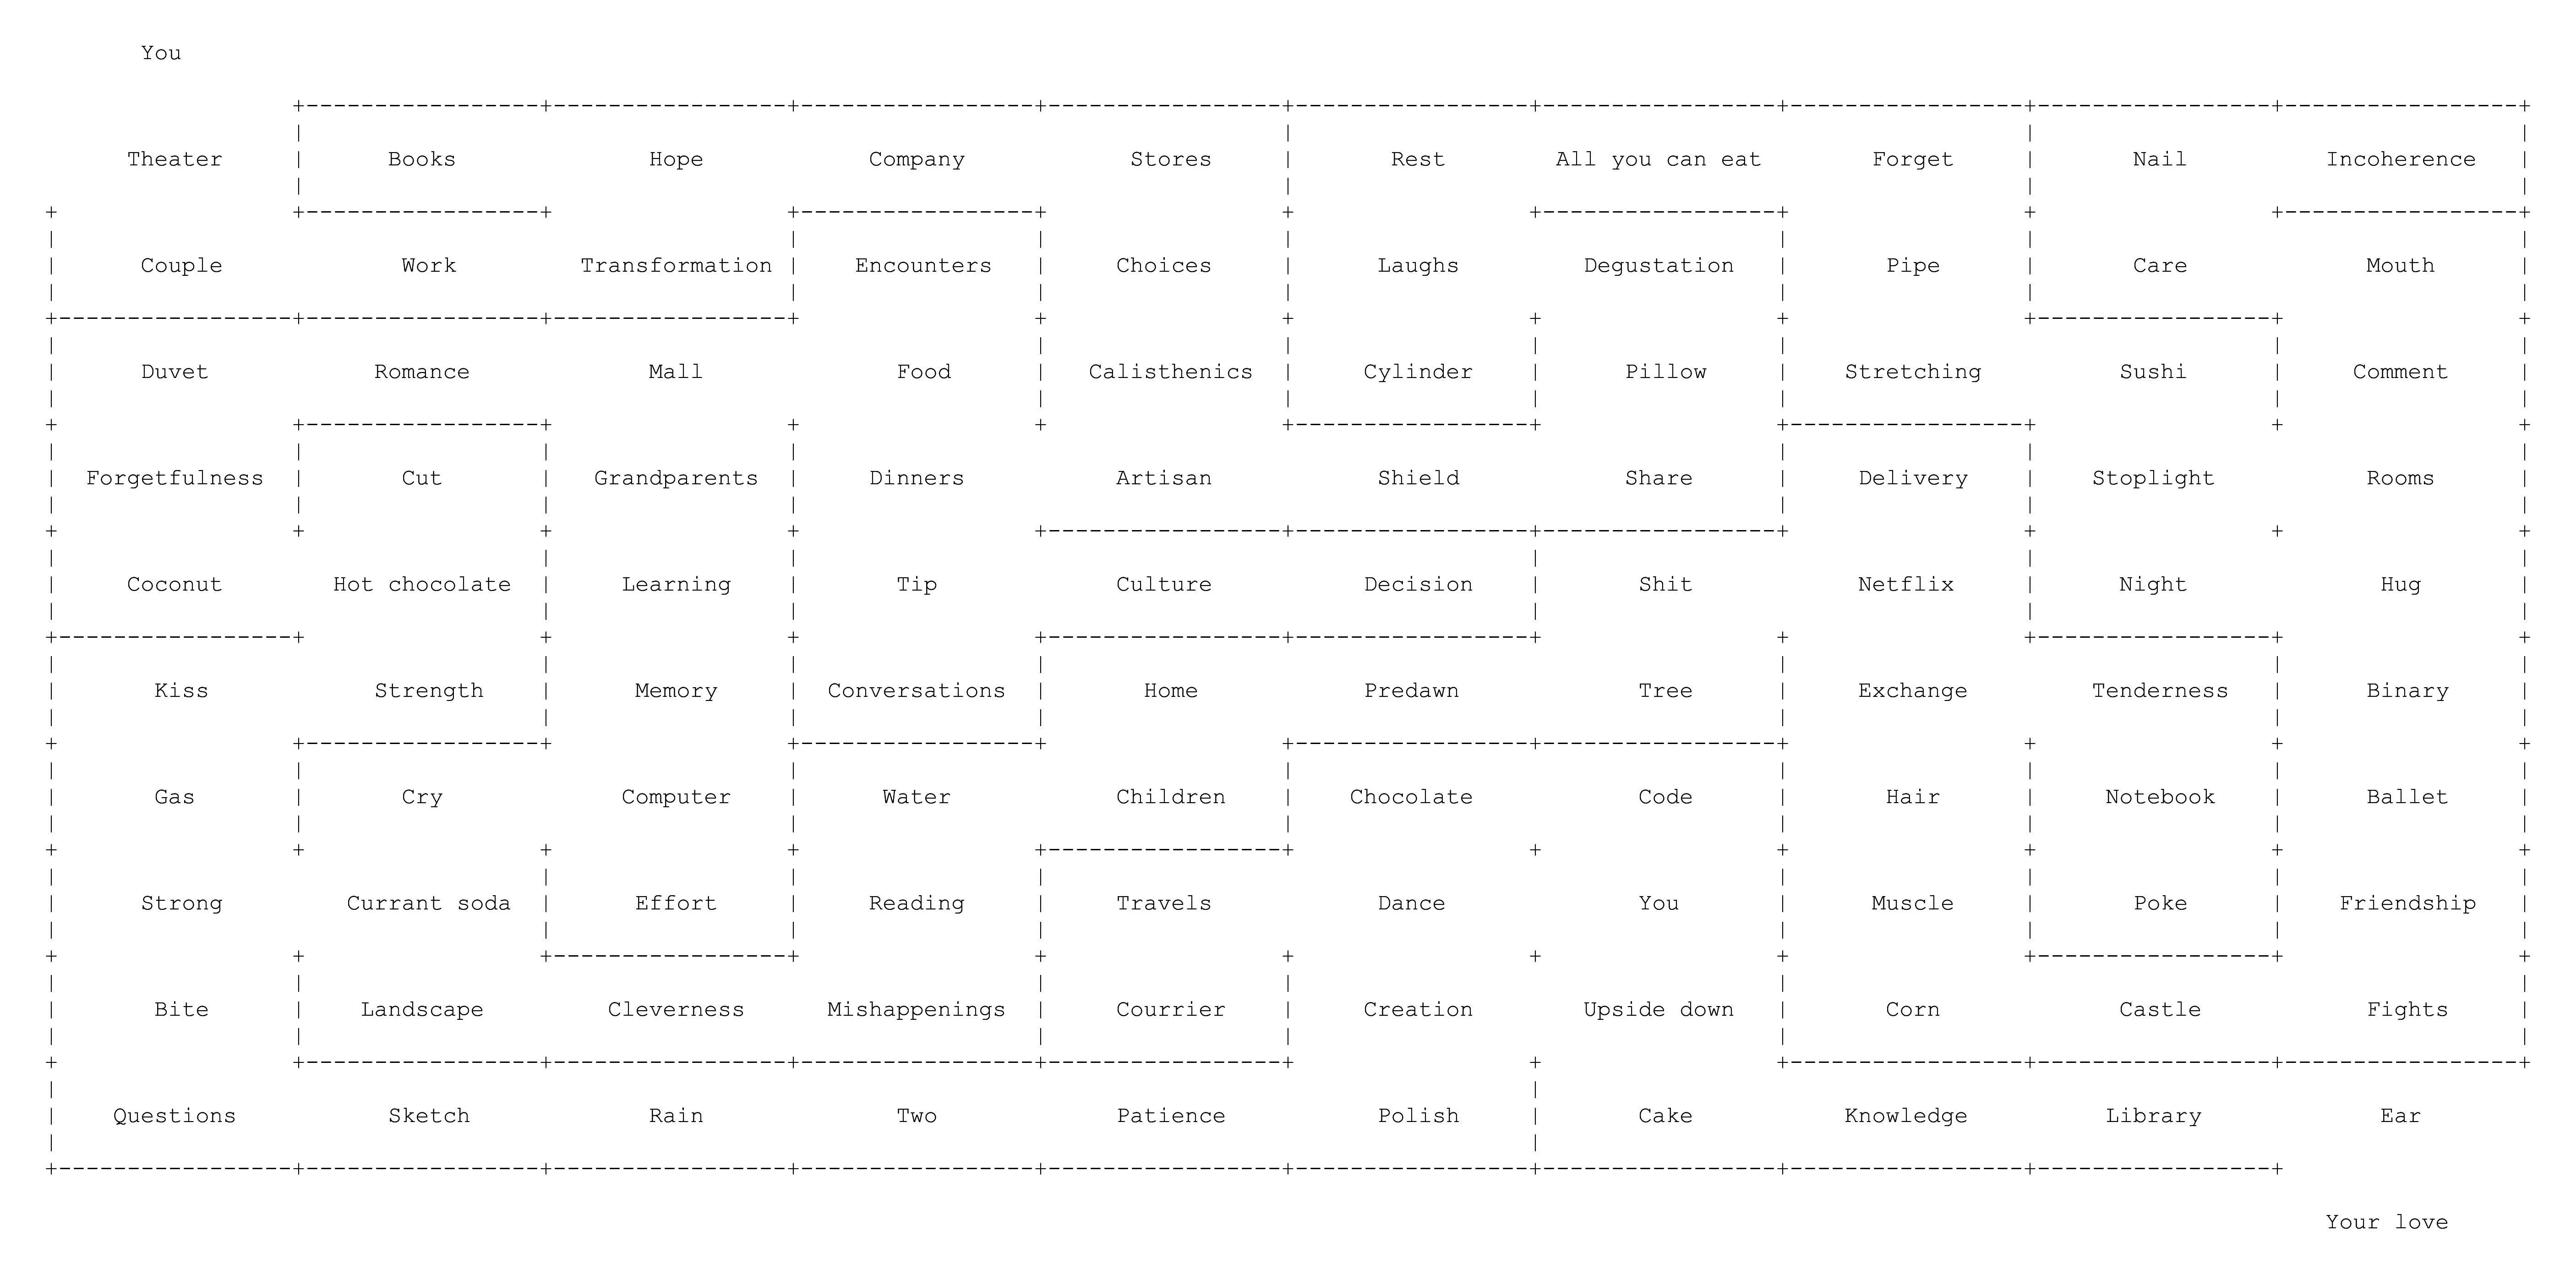 You
Theater Books Hope Company Stores Rest All you can eat Forget Nail Incoherence
Couple Work Transformation Encounters Choices Laughs Degustation Pipe Care Mouth
Duvet Romance Mall Food Calisthenics Cylinder Pillow Stretching Sushi Comment
Forgetfulness Cut Grandparents Dinners Artisan Shield Share Delivery Stoplight Rooms
Coconut Hot chocolate Learning Tip Culture Decision Shit Netflix Night Hug
Kiss Strength Memory Conversations Home Predawn Tree Exchange Tenderness Binary
Gas Cry Computer Water Children Chocolate Code Hair Notebook Ballet
Strong Currant soda Effort Reading Travels Dance You Muscle Poke Friendship
Bite Landscape Cleverness Mishappenings Courrier Creation Upside down Corn Castle Fights
Questions Sketch Rain Two Patience Polish Cake Knowledge Library Ear
Your love